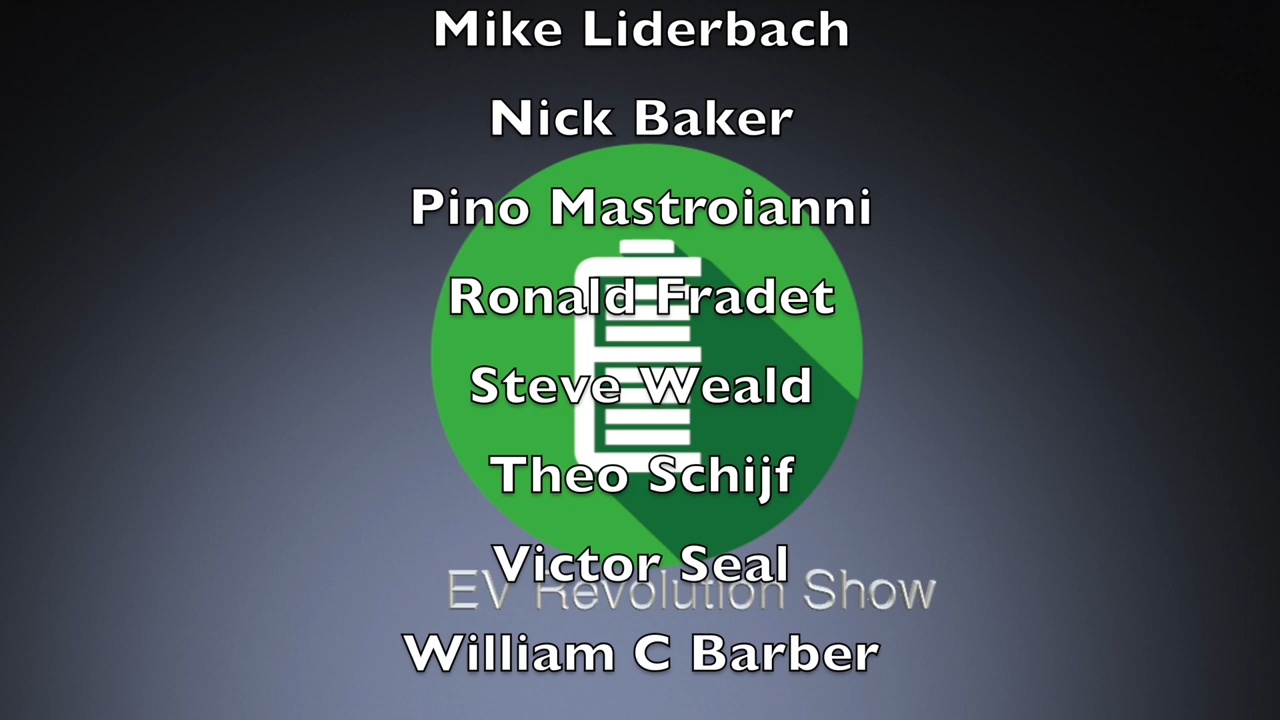 Mike Liderbach
Nick Baker
Pino Mastroianni
Ronald Fradet
Steve Weald
Theo Schijf
Victor Seal
EV Revolution Show
William C Barber